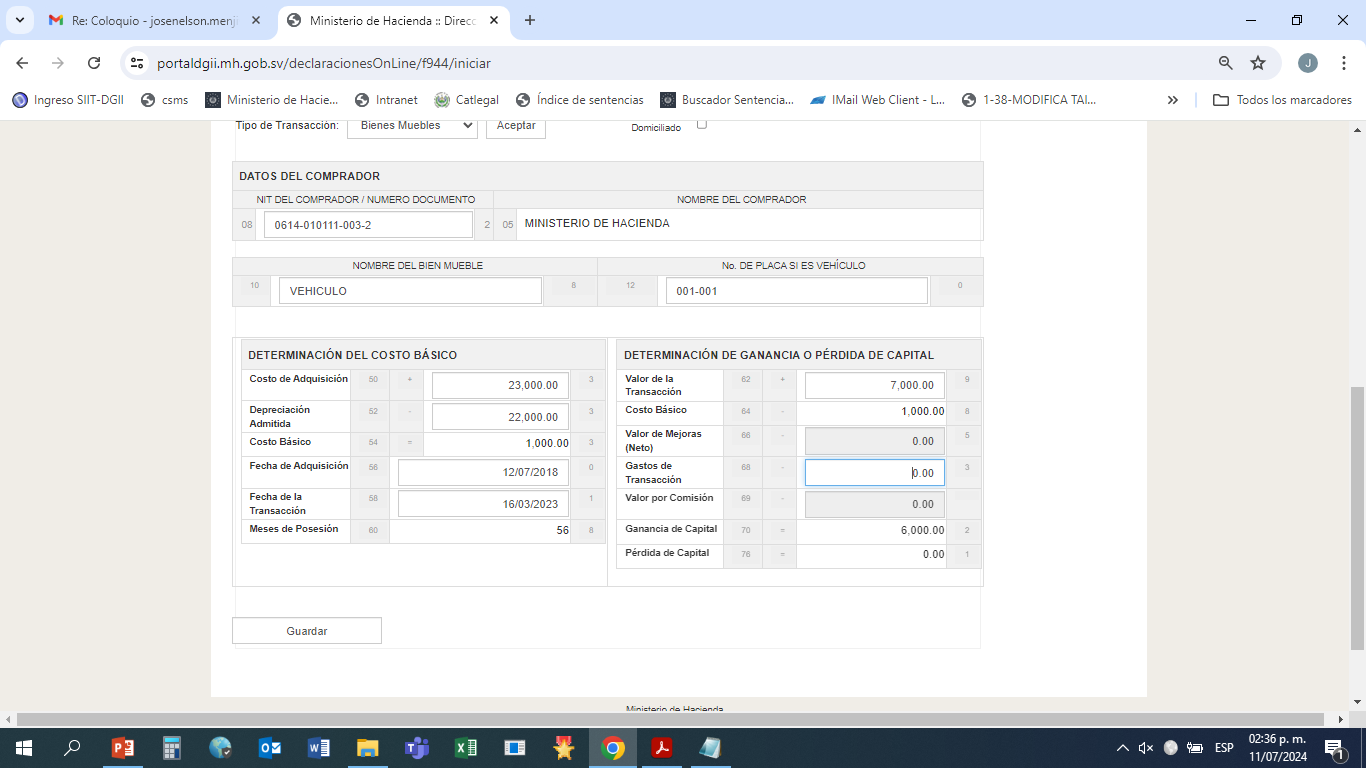 Re: Coloquio - josenelson.menj
Ministerio de Hacienda :: Direcc
portaldgii.mh.gob.sv/declaracionesOnLine/f944/iniciar
J
Ingreso SIIT-DGII
csms
Ministerio de Hacie...
Intranet
Catlegal
Índice de sentencias
Buscador Sentencia...
IMail Web Client - L...
1-38-MODIFICA TAI...
»
Todos los marcadores
Tipo de Transacción: Bienes Muebles Aceptar Domiciliado
DATOS DEL COMPRADOR
NIT DEL COMPRADOR / NUMERO DOCUMENTO NOMBRE DEL COMPRADOR
08 0614-010111-003-2 2 05 MINISTERIO DE HACIENDA
NOMBRE DEL BIEN MUEBLE No. DE PLACA SI ES VEHÍCULO
10 VEHICULO 8 12 001-001 0
DETERMINACIÓN DEL COSTO BÁSICO
Costo de Adquisición 50 + 23,000.00 3
Depreciación
Admitida 52 - 22,000.00 3
Costo Básico 54 = 1,000.00 3
Fecha de Adquisición 56 12/07/2018 0
Fecha de la
Transacción 58 16/03/2023 1
Meses de Posesión 60 56 8
DETERMINACIÓN DE GANANCIA O PÉRDIDA DE CAPITAL
Valor de la
Transacción 62 + 7,000.00 9
Costo Básico 64 - 1,000.00 8
Valor de Mejoras
(Neto) 66 - 0.00 5
Gastos de
Transacción 68 - 0.00 3
Valor por Comisión 69 - 0.00
Ganancia de Capital 70 = 6,000.00 2
Pérdida de Capital 76 = 0.00 1
Guardar
Ministerio de Hacienda
ESP
02:36 p. m.
11/07/2024
1